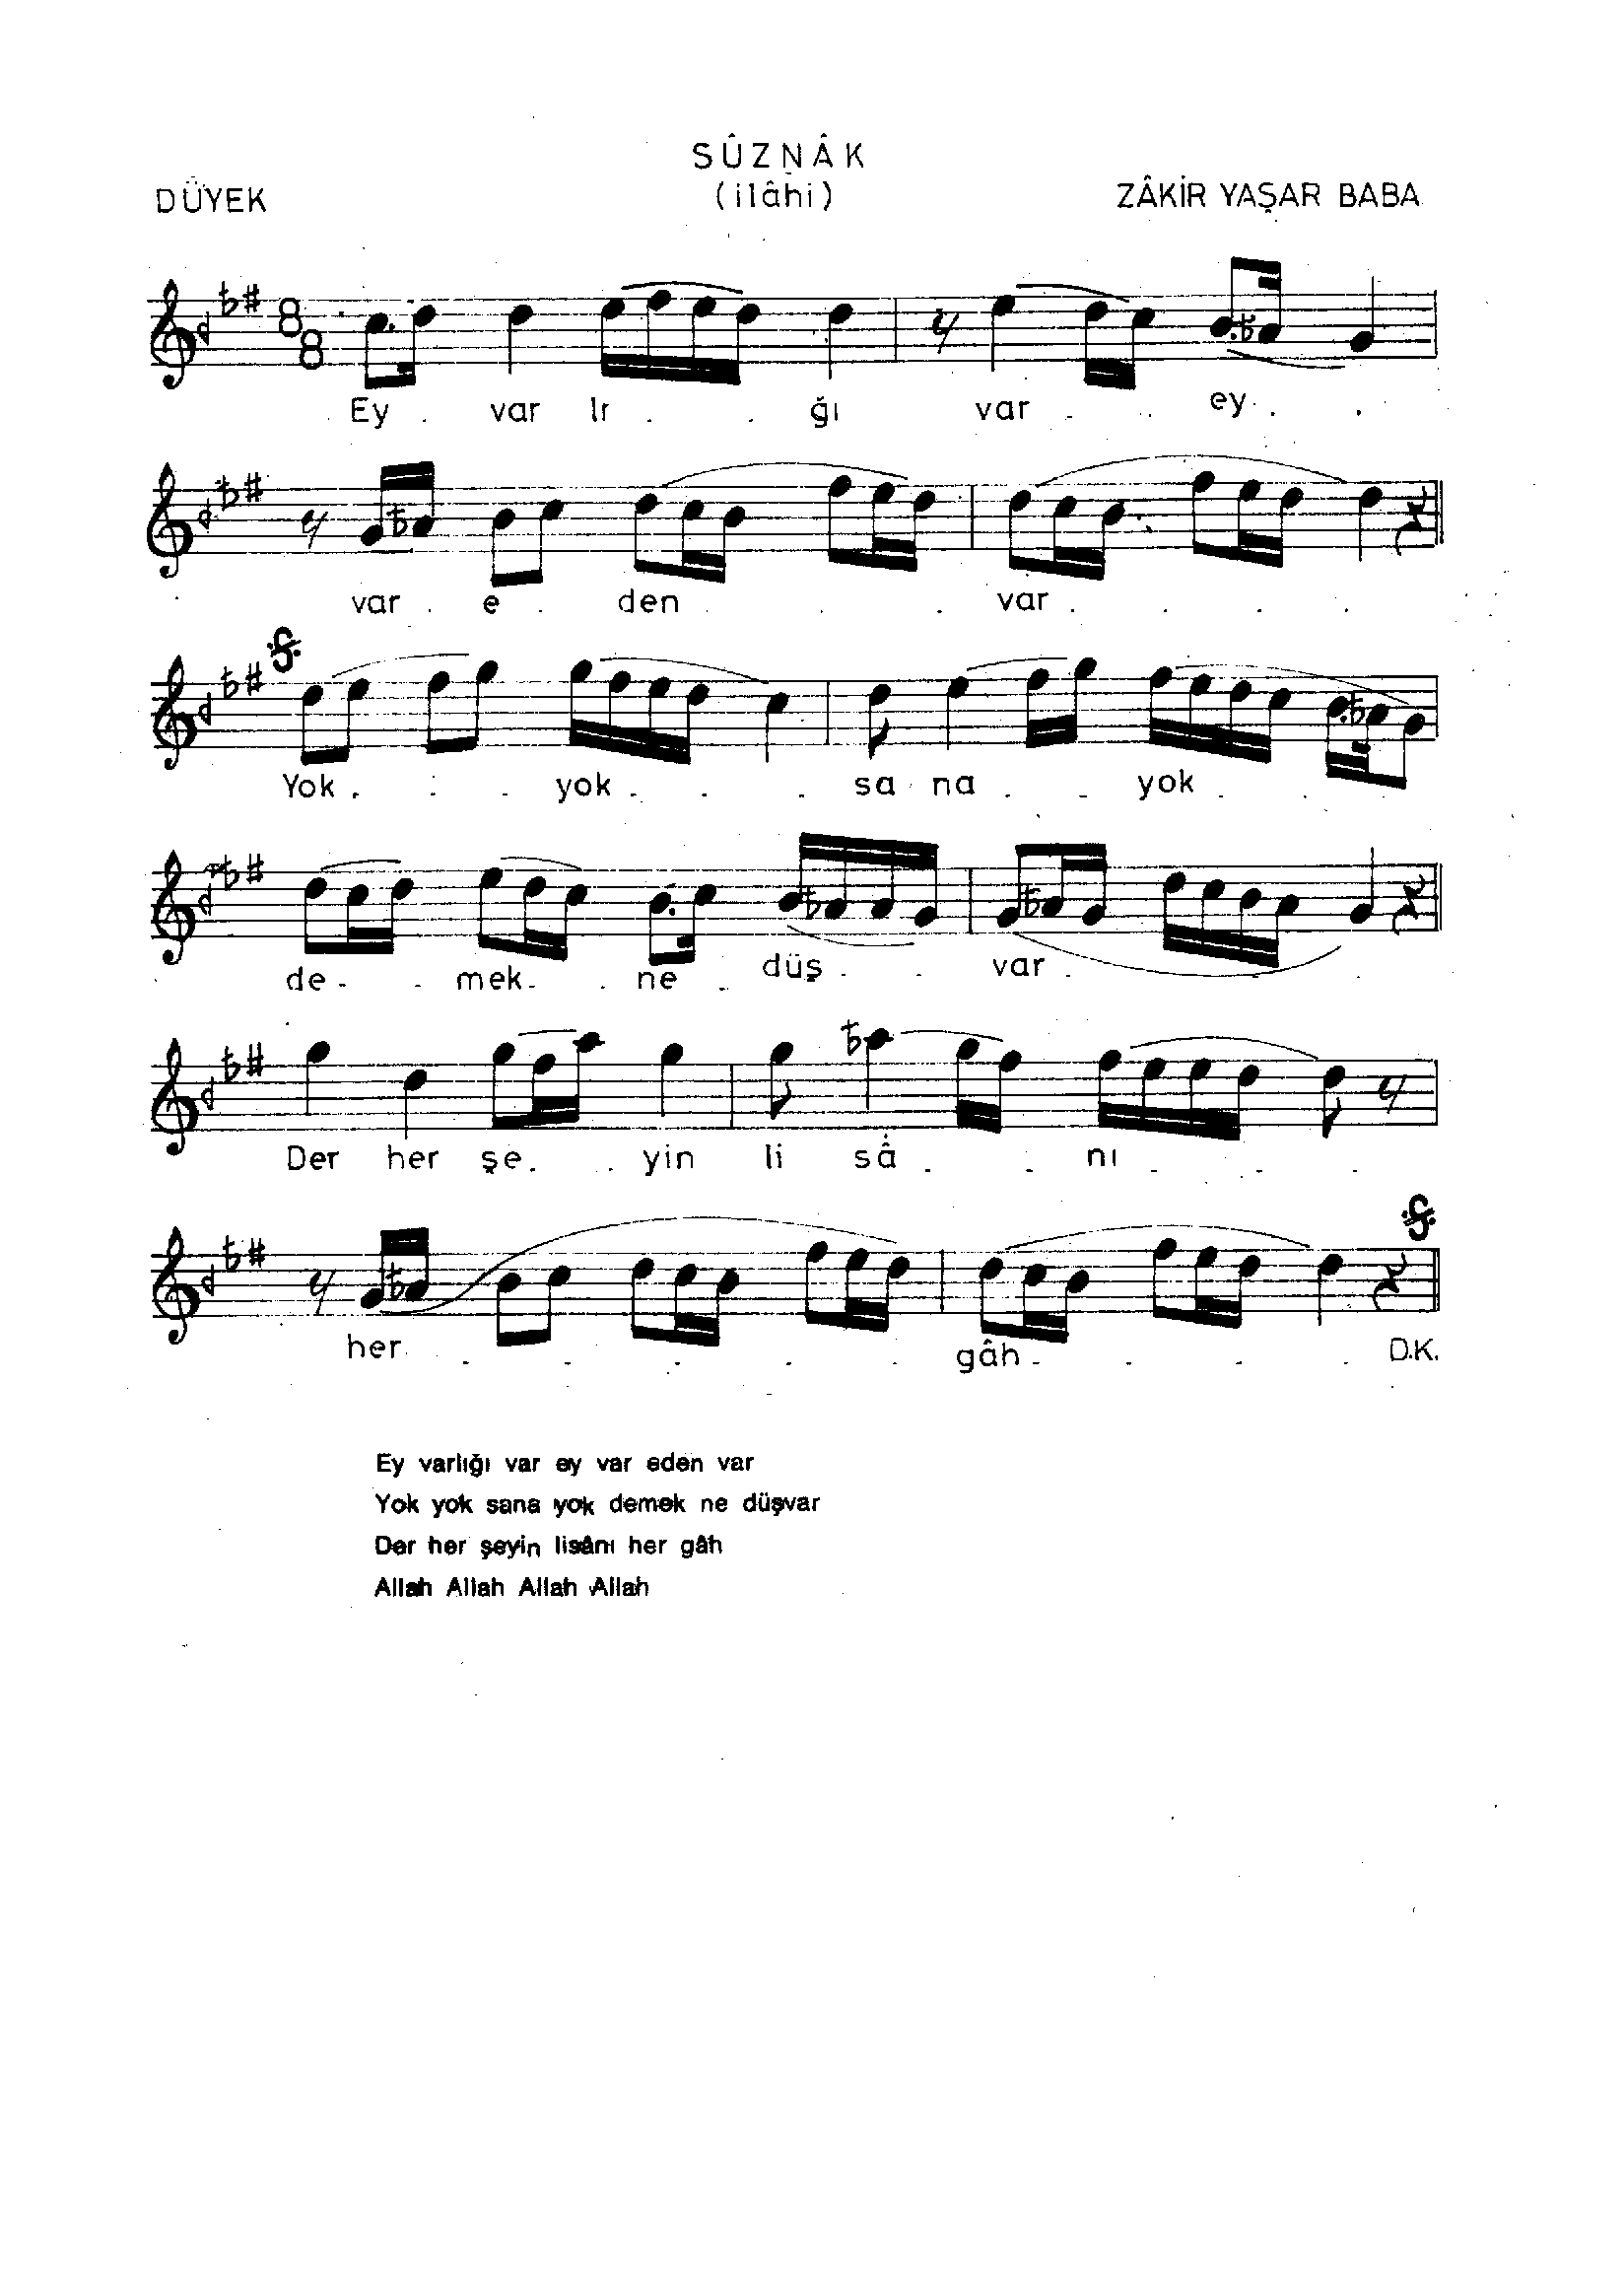 SÛZNÂK
DÜYEK (ilâhi) ZÂKİR YAŞAR BABA
8 8
Ey . var lı . . ğı var . . ey . .
var . e . den . . . var . . . .
Yok . . . yok . . . sa na . . yok . . .
de - . mek - . ne . düş . . var . . .
Der her şe . . yin li sâ . . nı . . .
her . . . . . . gâh . . . . D.K.
Ey varlığı var ey var eden var
Yok yok sana yok demek ne düşvar
Der her şeyin lisânı her gâh
Allah Allah Allah Allah